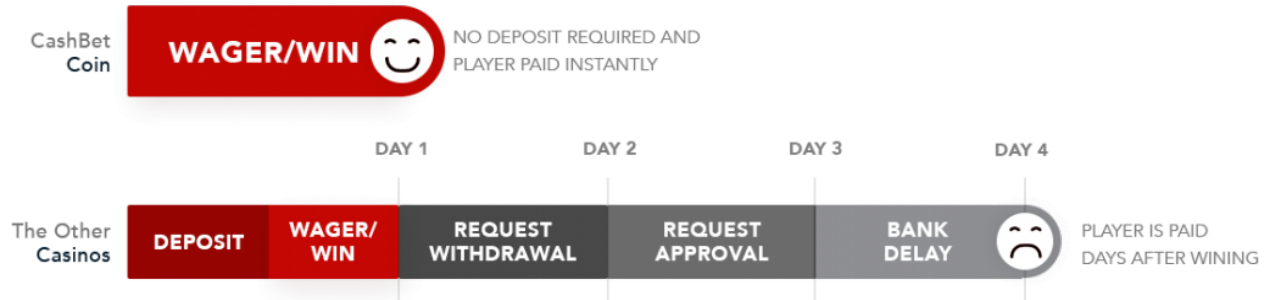 CashBet
Coin
WAGER/WIN
NO DEPOSIT REQUIRED AND
PLAYER PAID INSTANTLY
DAY 1
DAY 2
DAY 3
DAY 4
The Other
Casinos
DEPOSIT
WAGER/
WIN
REQUEST
WITHDRAWAL
REQUEST
APPROVAL
BANK
DELAY
PLAYER IS PAID
DAYS AFTER WINING